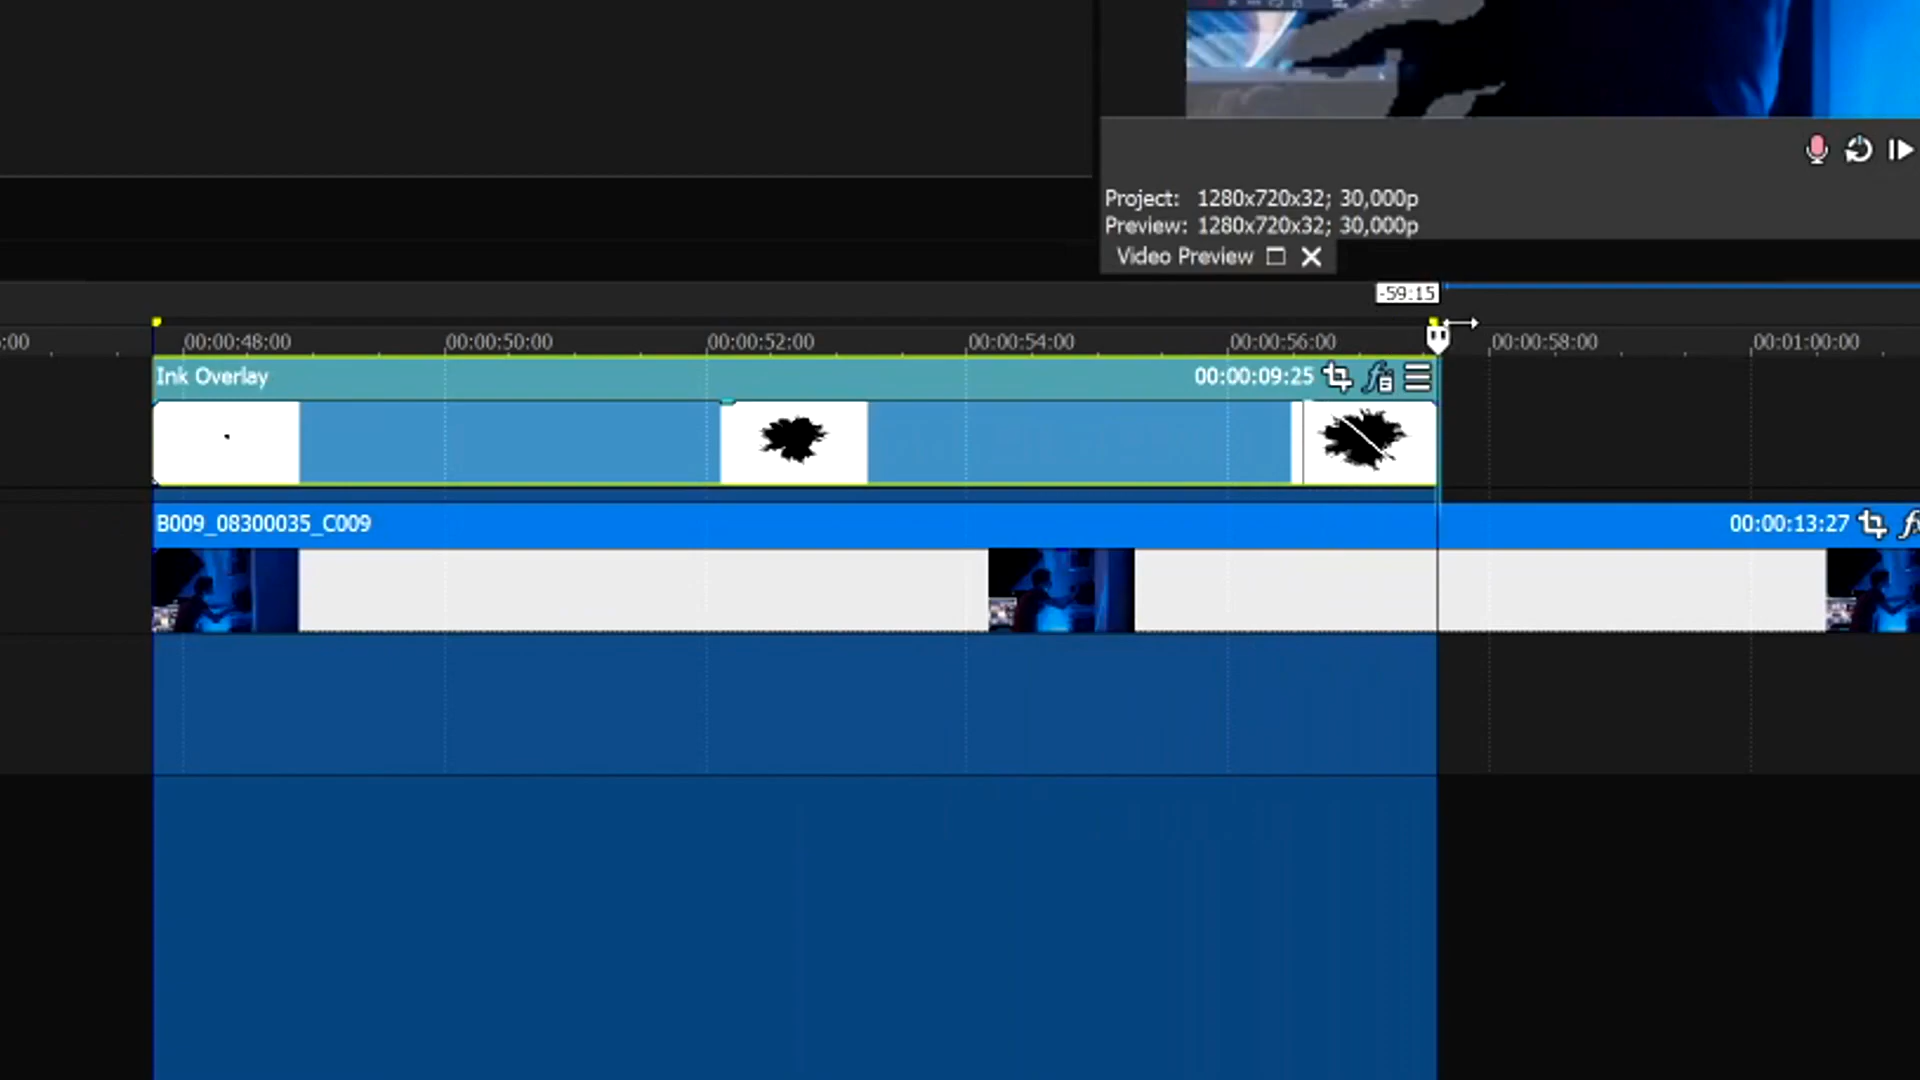 Project: 1280x720x32; 30,000p
Preview: 1280x720x32; 30,000p
Video Preview
-59:15
:00 00:00:48:00 00:00:50:00 00:00:52:00 00:00:54:00 00:00:56:00 00:00:58:00 00:01:00:00
Ink Overlay 00:00:09:25
B009_08300035_C009 00:00:13:27